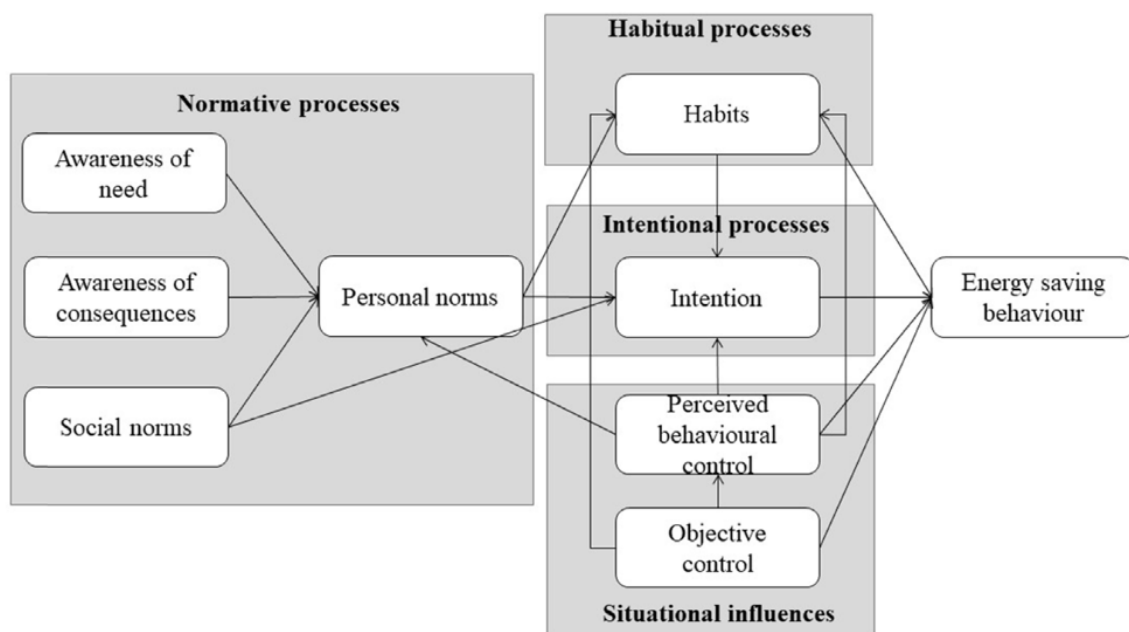 Habitual processes
Habits
Normative processes
Awareness of
need
Awareness of
consequences
Social norms
Personal norms
Intentional processes
Intention
Energy saving
behaviour
Perceived
behavioural
control
Objective
control
Situational influences